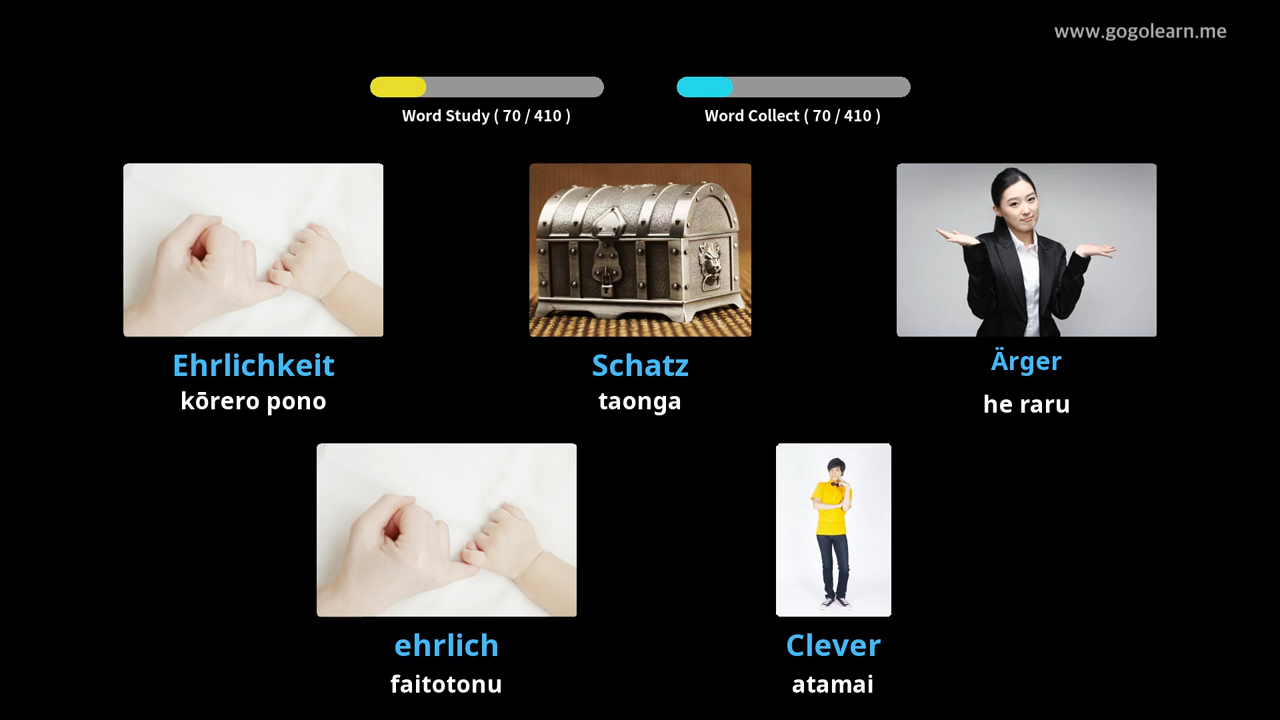 www.gogolearn.me
Word Study ( 70 / 410 )
Word Collect ( 70 / 410 )
Ehrlichkeit
kōrero pono
Schatz
taonga
Ärger
he raru
ehrlich
faitotonu
Clever
atamai